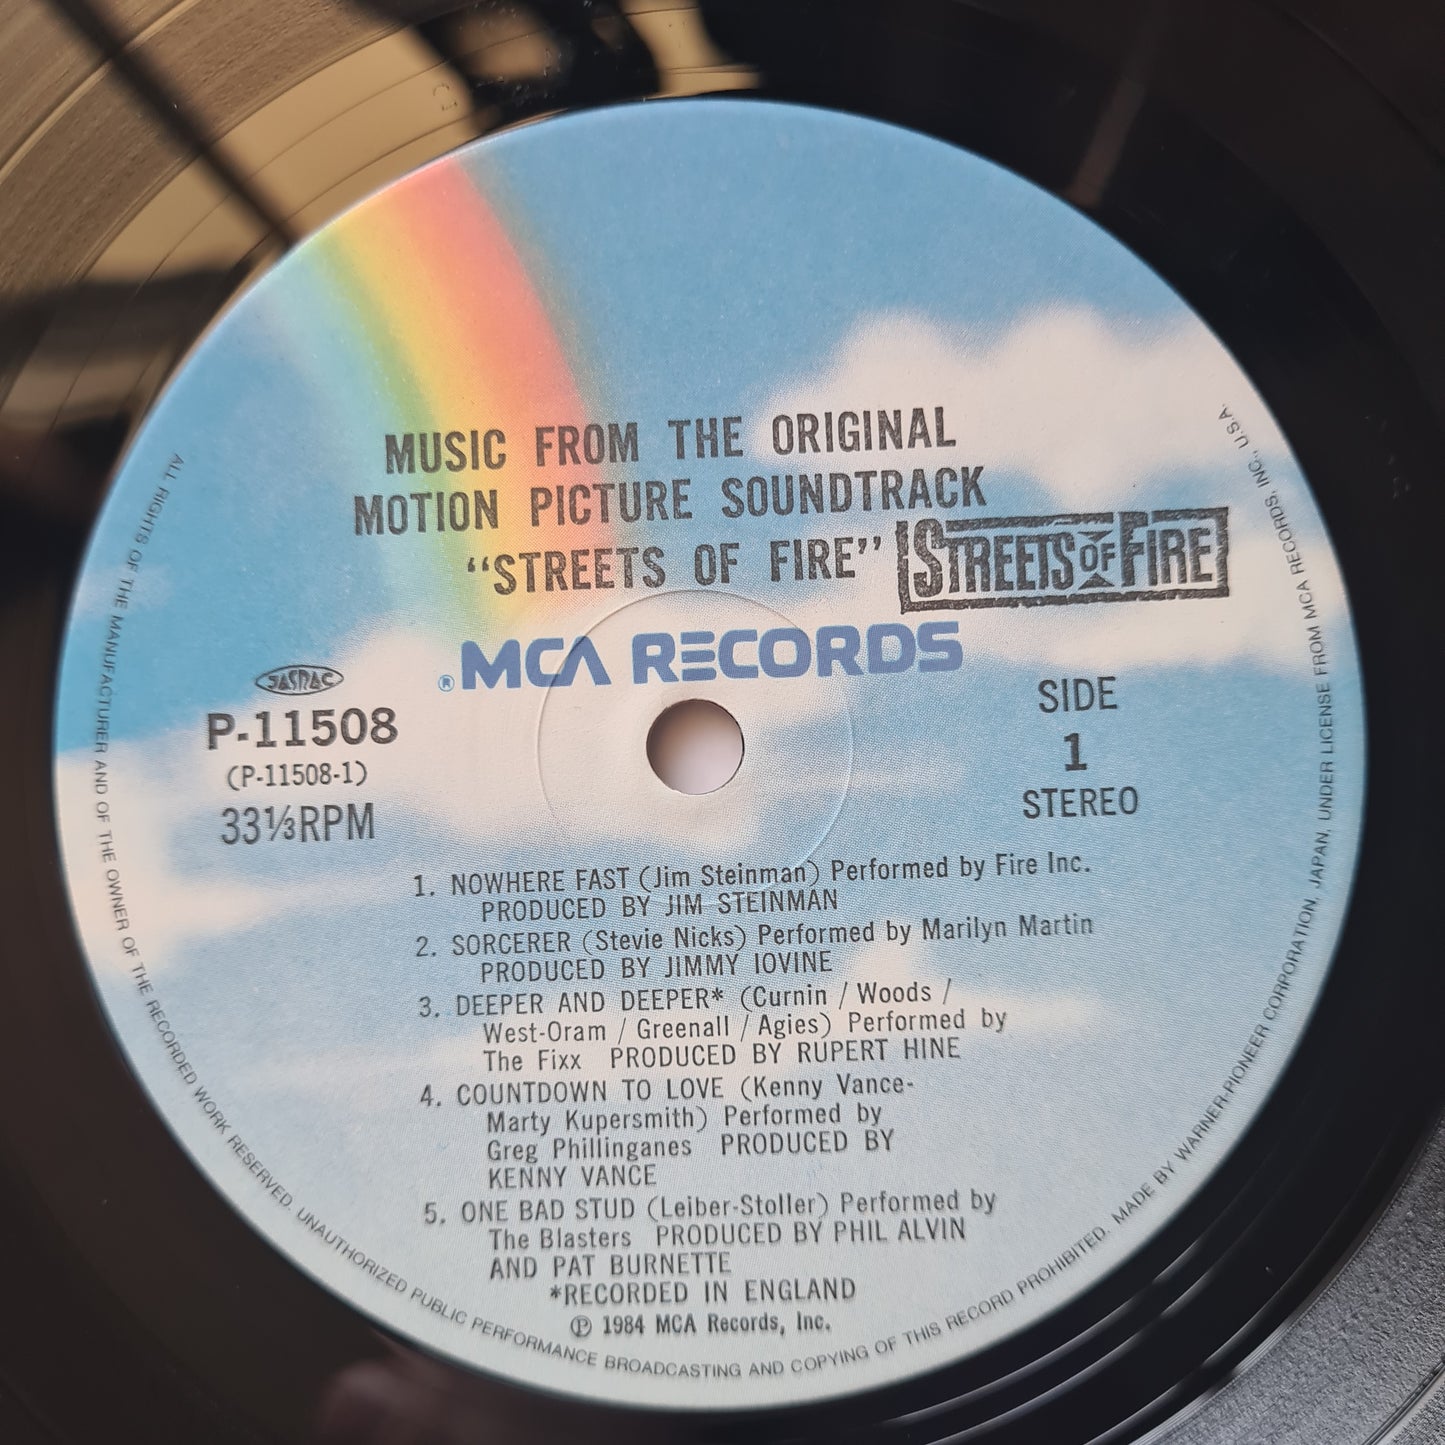 MUSIC FROM THE ORIGINAL
MOTION PICTURE SOUNDTRACK
“STREETS OF FIRE”
STREETS OF FIRE
® MCA RECORDS
JASRAC
P-11508
(P-11508-1)
33⅓RPM
SIDE
1
STEREO
1. NOWHERE FAST (Jim Steinman) Performed by Fire Inc.
PRODUCED BY JIM STEINMAN
2. SORCERER (Stevie Nicks) Performed by Marilyn Martin
PRODUCED BY JIMMY IOVINE
3. DEEPER AND DEEPER* (Curnin / Woods /
West-Oram / Greenall / Agies) Performed by
The Fixx PRODUCED BY RUPERT HINE
4. COUNTDOWN TO LOVE (Kenny Vance-
Marty Kupersmith) Performed by
Greg Phillinganes PRODUCED BY
KENNY VANCE
5. ONE BAD STUD (Leiber-Stoller) Performed by
The Blasters PRODUCED BY PHIL ALVIN
AND PAT BURNETTE
*RECORDED IN ENGLAND
℗ 1984 MCA Records, Inc.
ALL RIGHTS OF THE MANUFACTURER AND OF THE OWNER OF THE RECORDED WORK RESERVED. UNAUTHORIZED PUBLIC PERFORMANCE BROADCASTING AND COPYING OF THIS RECORD PROHIBITED. MADE BY WARNER-PIONEER CORPORATION, JAPAN, UNDER LICENSE FROM MCA RECORDS, INC., U.S.A.